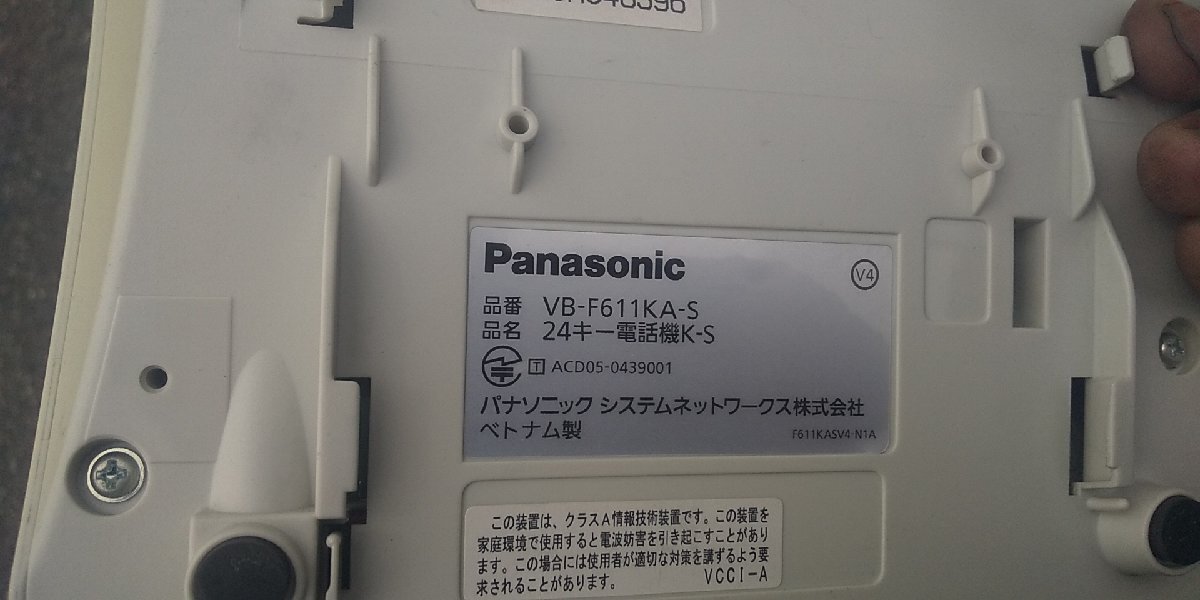 Panasonic
V4
品番 VB-F611KA-S
品名 24キー電話機K-S
T ACD05-0439001
パナソニック システムネットワークス株式会社
ベトナム製
F611KASV4-N1A
この装置は、クラスA情報技術装置です。この装置を
家庭環境で使用すると電波妨害を引き起こすことがあり
ます。この場合には使用者が適切な対策を講ずるよう要
求されることがあります。
VCCI-A